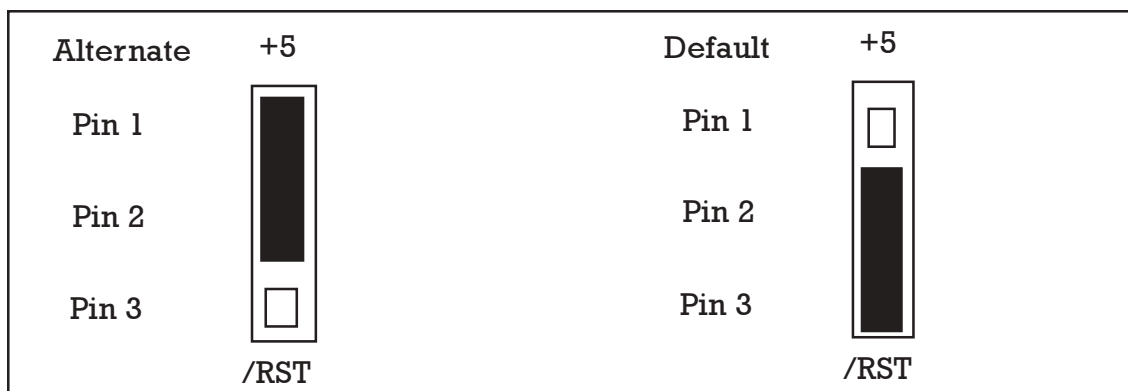 Alternate
+5
Pin 1
Pin 2
Pin 3
/RST
Default
+5
Pin 1
Pin 2
Pin 3
/RST